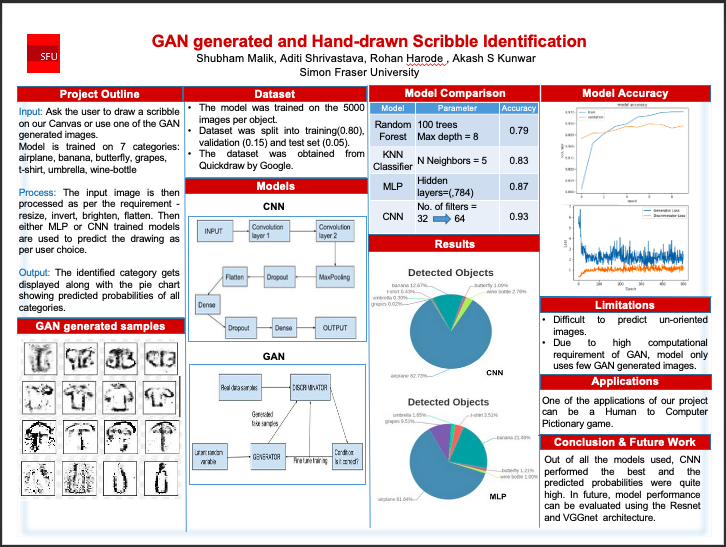 SFU
GAN generated and Hand-drawn Scribble Identification
Shubham Malik, Aditi Shrivastava, Rohan Harode , Akash S Kunwar
Simon Fraser University
Project Outline
Input: Ask the user to draw a scribble
on our Canvas or use one of the GAN
generated images.
Model is trained on 7 categories:
airplane, banana, butterfly, grapes,
t-shirt, umbrella, wine-bottle
Process: The input image is then
processed as per the requirement -
resize, invert, brighten, flatten. Then
either MLP or CNN trained models
are used to predict the drawing as
per user choice.
Output: The identified category gets
displayed along with the pie chart
showing predicted probabilities of all
categories.
GAN generated samples
Dataset
• The model was trained on the 5000
images per object.
• Dataset was split into training(0.80),
validation (0.15) and test set (0.05).
• The dataset was obtained from
Quickdraw by Google.
Models
CNN
INPUT
Convolution
layer 1
Convolution
layer 2
Flatten
Dropout
MaxPooling
Dense
Dropout
Dense
OUTPUT
GAN
Real data samples
DISCRIMINATOR
Generated
fake samples
Latent random
variable
GENERATOR
Fine tune training
Condition
Is it correct?
Model Comparison
Model Parameter Accuracy
Random
Forest
100 trees
Max depth = 8
0.79
KNN
Classifier
N Neighbors = 5
0.83
MLP
Hidden
layers=(,784)
0.87
CNN
No. of filters =
32 64
0.93
Results
Detected Objects
banana 12.67%
t-shirt 0.43%
umbrella 0.30%
grapes 0.02%
butterfly 1.09%
wine bottle 2.76%
airplane 82.73%
CNN
Detected Objects
umbrella 1.65%
grapes 9.51%
t-shirt 3.51%
banana 21.46%
butterfly 1.21%
wine bottle 1.00%
airplane 61.64%
MLP
Model Accuracy
model accuracy
train
validation
Epoch
Generator Loss
Discriminator Loss
Loss
Epoch
Limitations
• Difficult to predict un-oriented
images.
• Due to high computational
requirement of GAN, model only
uses few GAN generated images.
Applications
One of the applications of our project
can be a Human to Computer
Pictionary game.
Conclusion & Future Work
Out of all the models used, CNN
performed the best and the
predicted probabilities were quite
high. In future, model performance
can be evaluated using the Resnet
and VGGnet architecture.